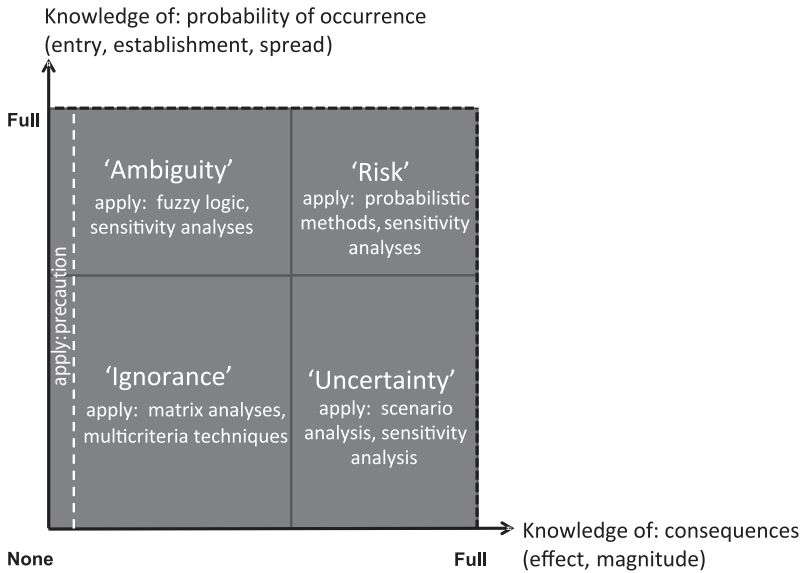 Knowledge of: probability of occurrence
(entry, establishment, spread)
Full
‘Ambiguity’
apply: fuzzy logic,
sensitivity analyses
‘Risk’
apply: probabilistic
methods, sensitivity
analyses
apply: precaution
‘Ignorance’
apply: matrix analyses,
multicriteria techniques
‘Uncertainty’
apply: scenario
analysis, sensitivity
analysis
Knowledge of: consequences
(effect, magnitude)
None
Full